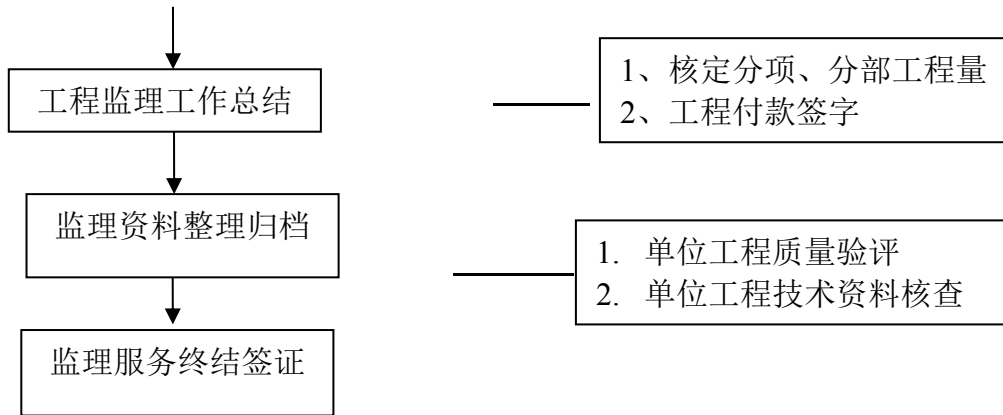 工程监理工作总结
1、核定分项、分部工程量
2、工程付款签字
监理资料整理归档
1. 单位工程质量验评
2. 单位工程技术资料核查
监理服务终结签证